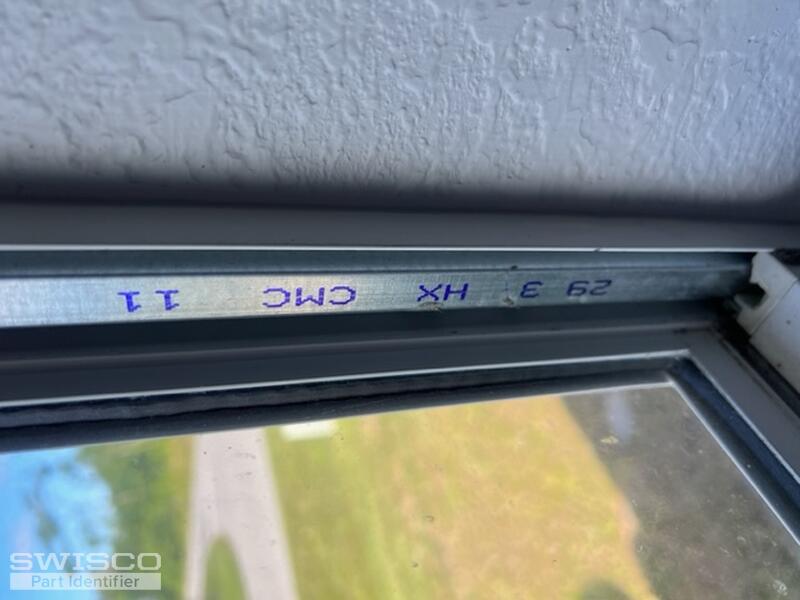 29 3 HX CMC 11
SWISCO
Part Identifier